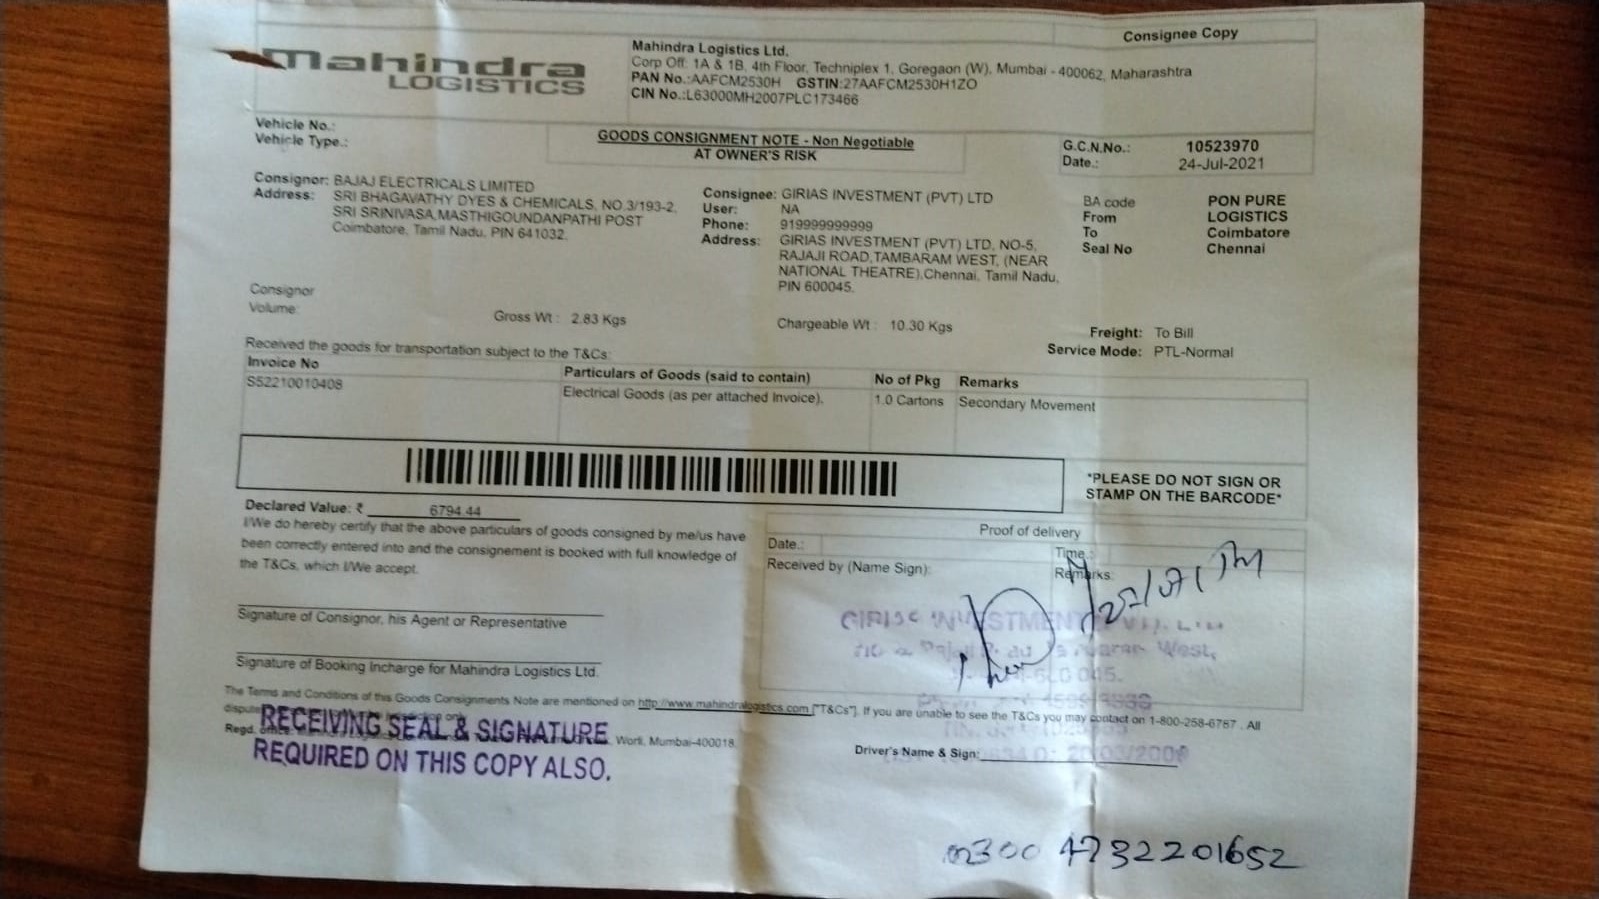 Consignee Copy
Mahindra
LOGISTICS
Mahindra Logistics Ltd.
Corp Off: 1A & 1B, 4th Floor, Techniplex 1, Goregaon (W), Mumbai - 400062, Maharashtra
PAN No.:AAFCM2530H GSTIN:27AAFCM2530H1ZO
CIN No.:L63000MH2007PLC173466
Vehicle No.:
Vehicle Type.:
GOODS CONSIGNMENT NOTE - Non Negotiable
AT OWNER'S RISK
G.C.N.No.: 10523970
Date.: 24-Jul-2021
Consignor: BAJAJ ELECTRICALS LIMITED
Address: SRI BHAGAVATHY DYES & CHEMICALS, NO.3/193-2,
SRI SRINIVASA,MASTHIGOUNDANPATHI POST
Coimbatore, Tamil Nadu, PIN 641032.
Consignee: GIRIAS INVESTMENT (PVT) LTD
User: NA
Phone: 919999999999
Address: GIRIAS INVESTMENT (PVT) LTD, NO-5,
RAJAJI ROAD,TAMBARAM WEST, (NEAR
NATIONAL THEATRE),Chennai, Tamil Nadu,
PIN 600045.
BA code PON PURE
From LOGISTICS
To Coimbatore
Seal No Chennai
Consignor
Volume:
Gross Wt : 2.83 Kgs
Chargeable Wt : 10.30 Kgs
Freight: To Bill
Service Mode: PTL-Normal
Received the goods for transportation subject to the T&Cs:
Invoice No Particulars of Goods (said to contain) No of Pkg Remarks
S5221001040​8 Electrical Goods (as per attached Invoice). 1.0 Cartons Secondary Movement
*PLEASE DO NOT SIGN OR
STAMP ON THE BARCODE*
Declared Value: ₹ 6794.44
I/We do hereby certify that the above particulars of goods consigned by me/us have
been correctly entered into and the consignement is booked with full knowledge of
the T&Cs, which I/We accept.
Proof of delivery
Date.:
Time.:
Received by (Name Sign):
Remarks:
GIRIAS INVESTMENT
West,
Signature of Consignor, his Agent or Representative
Signature of Booking Incharge for Mahindra Logistics Ltd.
The Terms and Conditions of this Goods Consignments Note are mentioned on http://www.mahindralogistics.com ["T&Cs"]. If you are unable to see the T&Cs you may contact on 1-800-258-6787 . All
Regd. Worli, Mumbai-400018.
RECEIVING SEAL & SIGNATURE
REQUIRED ON THIS COPY ALSO.
Driver's Name & Sign:
4732201652